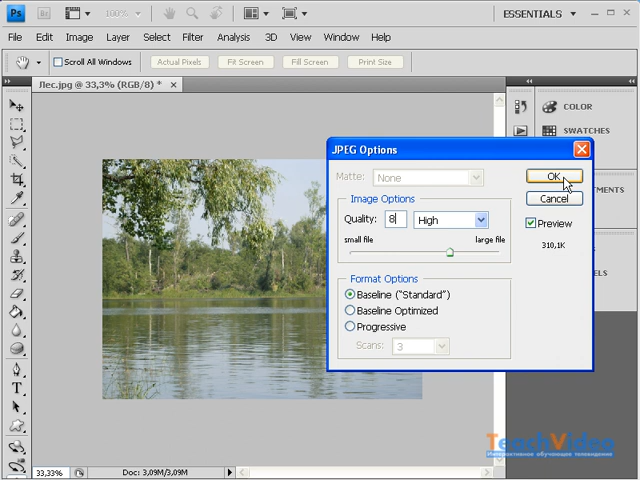 Ps
Mb
100%
ESSENTIALS
File Edit Image Layer Select Filter Analysis 3D View Window Help
Scroll All Windows Actual Pixels Fit Screen Fill Screen Print Size
Лес.jpg @ 33,3% (RGB/8) *
COLOR
SWATCHES
JPEG Options
Matte: None
OK
Image Options
Cancel
Quality: 8 High
Preview
small file large file
310,1K
Format Options
Baseline ("Standard")
Baseline Optimized
Progressive
Scans: 3
T
TeachVideo
Интерактивное обучающее телевидение
33,33% Doc: 3,09M/3,09M